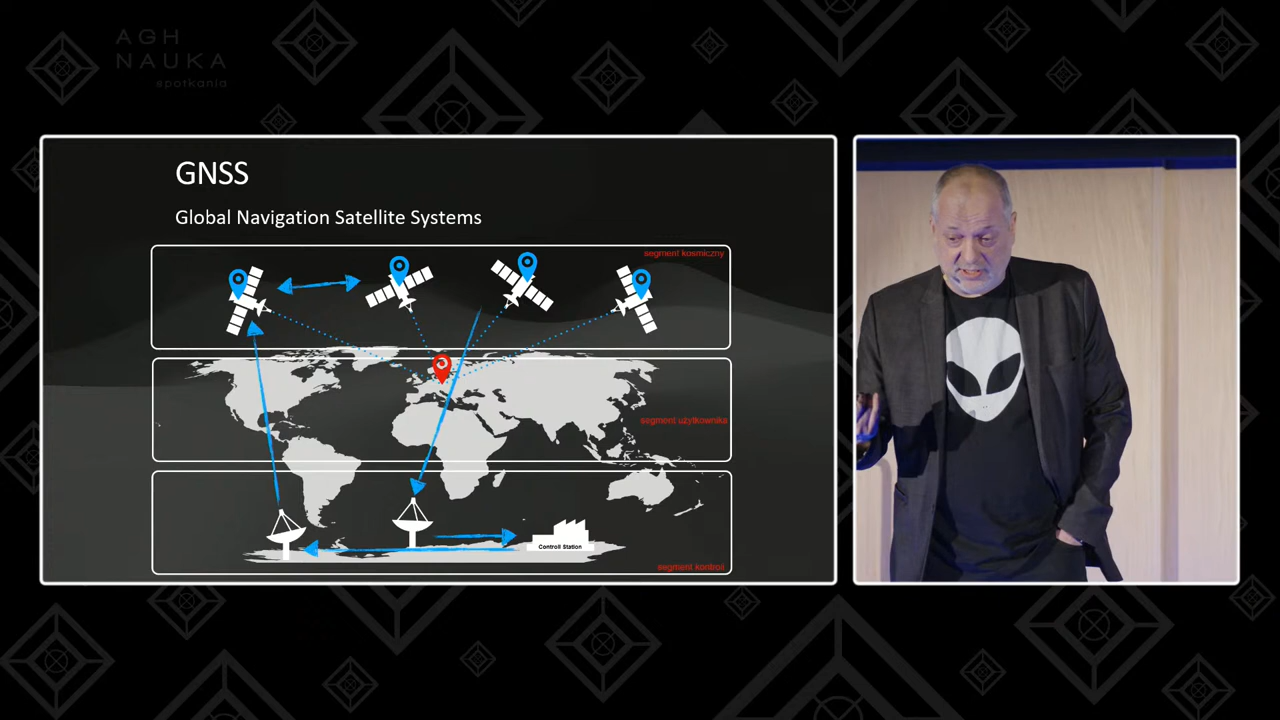 AGH
NAUKA
spotkania
GNSS
Global Navigation Satellite Systems
segment kosmiczny
segment użytkownika
Controll Station
segment kontroli